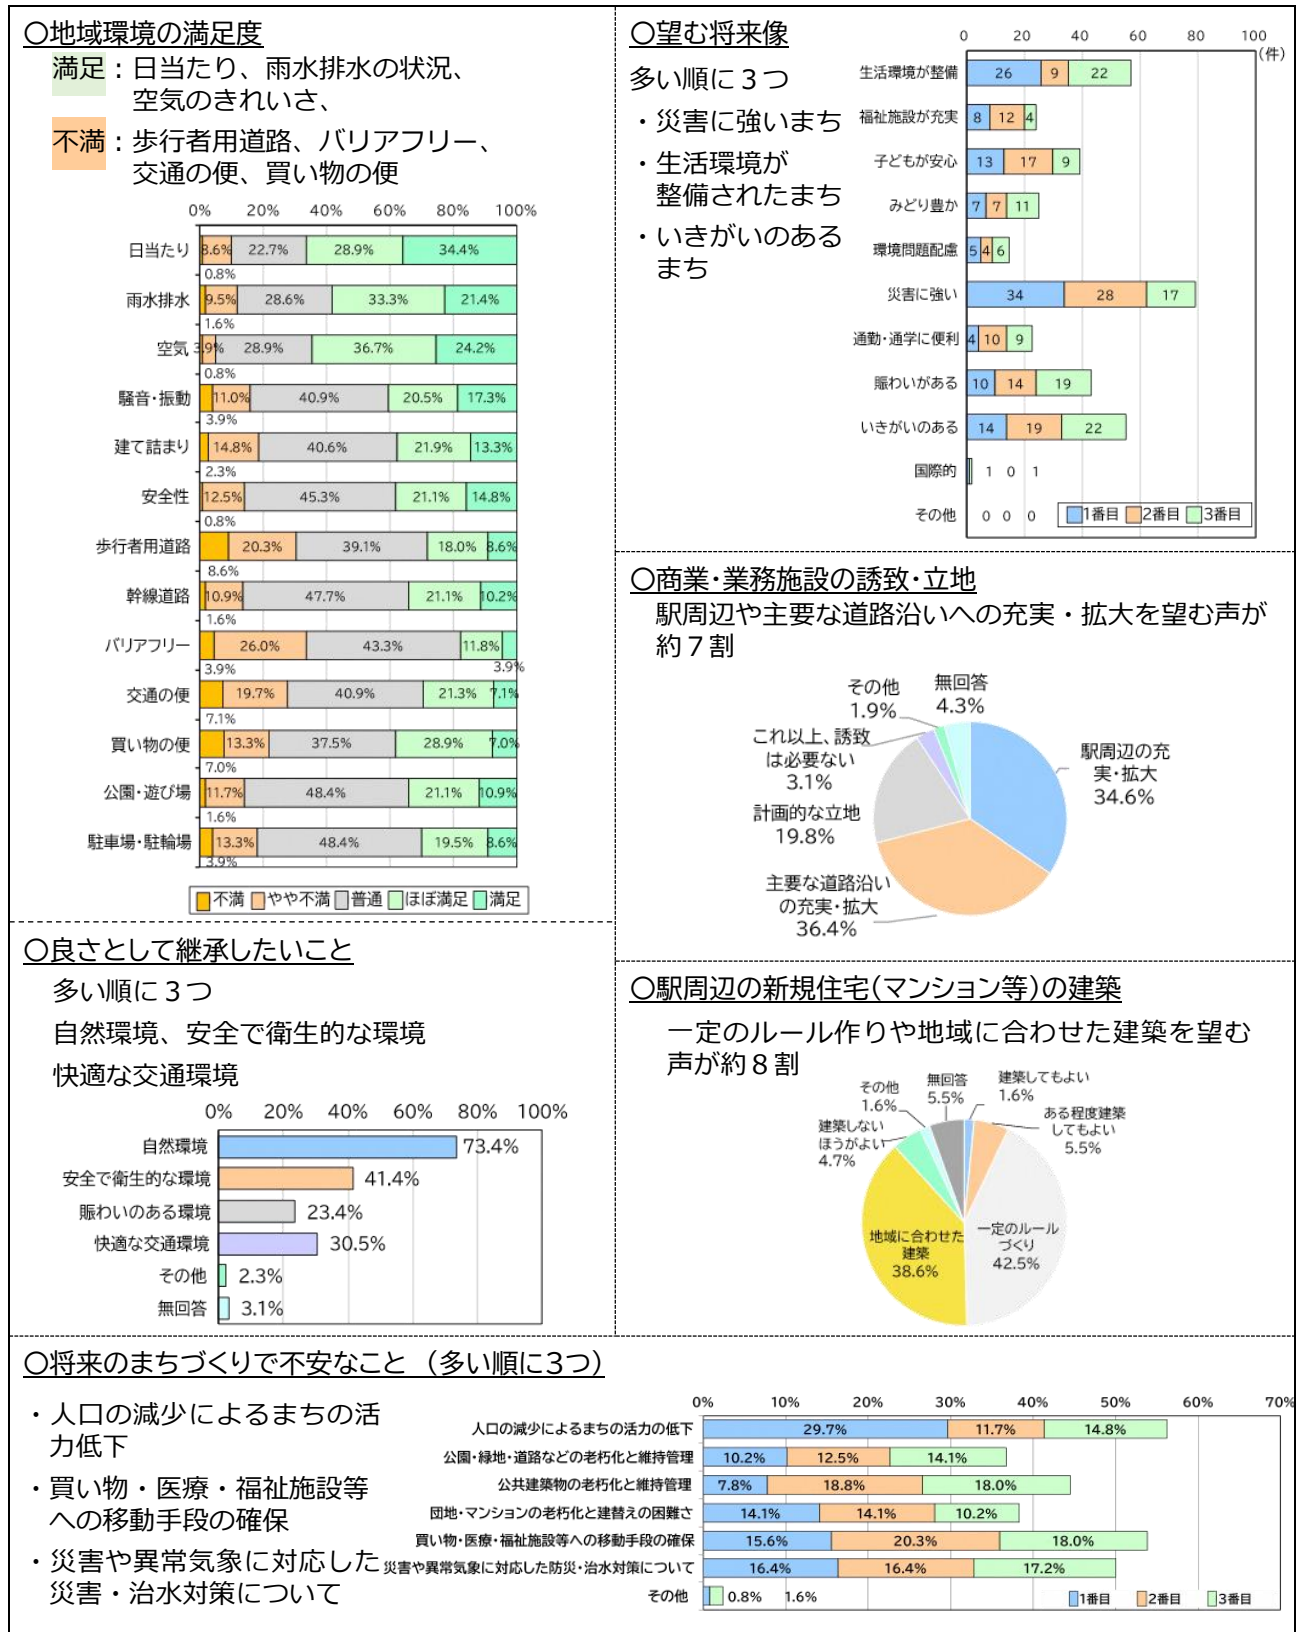 〇地域環境の満足度
満足：日当たり、雨水排水の状況、
空気のきれいさ、
不満：歩行者用道路、バリアフリー、
交通の便、買い物の便
0% 20% 40% 60% 80% 100%
日当たり 8.6% 22.7% 28.9% 34.4%
0.8%
雨水排水 9.5% 28.6% 33.3% 21.4%
1.6%
空気 3.9% 28.9% 36.7% 24.2%
0.8%
騒音・振動 11.0% 40.9% 20.5% 17.3%
3.9%
建て詰まり 14.8% 40.6% 21.9% 13.3%
2.3%
安全性 12.5% 45.3% 21.1% 14.8%
0.8%
歩行者用道路 20.3% 39.1% 18.0% 8.6%
8.6%
幹線道路 10.9% 47.7% 21.1% 10.2%
1.6%
バリアフリー 26.0% 43.3% 11.8%
3.9% 3.9%
交通の便 19.7% 40.9% 21.3% 7.1%
7.1%
買い物の便 13.3% 37.5% 28.9% 7.0%
7.0%
公園・遊び場 11.7% 48.4% 21.1% 10.9%
1.6%
駐車場・駐輪場 13.3% 48.4% 19.5% 8.6%
3.9%
不満 やや不満 普通 ほぼ満足 満足
〇良さとして継承したいこと
多い順に３つ
自然環境、安全で衛生的な環境
快適な交通環境
0% 20% 40% 60% 80% 100%
自然環境 73.4%
安全で衛生的な環境 41.4%
賑わいのある環境 23.4%
快適な交通環境 30.5%
その他 2.3%
無回答 3.1%
〇望む将来像
多い順に３つ
・災害に強いまち
・生活環境が
整備されたまち
・いきがいのある
まち
0 20 40 60 80 100
(件)
生活環境が整備 26 9 22
福祉施設が充実 8 12 4
子どもが安心 13 17 9
みどり豊か 7 7 11
環境問題配慮 5 4 6
災害に強い 34 28 17
通勤・通学に便利 4 10 9
賑わいがある 10 14 19
いきがいのある 14 19 22
国際的 1 0 1
その他 0 0 0
1番目 2番目 3番目
〇商業・業務施設の誘致・立地
駅周辺や主要な道路沿いへの充実・拡大を望む声が
約７割
その他
1.9%
無回答
4.3%
これ以上、誘致
は必要ない
3.1%
駅周辺の充
実・拡大
34.6%
計画的な立地
19.8%
主要な道路沿い
の充実・拡大
36.4%
〇駅周辺の新規住宅(マンション等)の建築
一定のルール作りや地域に合わせた建築を望む
声が約８割
その他
1.6%
無回答
5.5%
建築してもよい
1.6%
ある程度建築
してもよい
5.5%
建築しない
ほうがよい
4.7%
地域に合わせた
建築
38.6%
一定のルール
づくり
42.5%
〇将来のまちづくりで不安なこと （多い順に3つ）
・人口の減少によるまちの活
力低下
・買い物・医療・福祉施設等
への移動手段の確保
・災害や異常気象に対応した
災害・治水対策について
0% 10% 20% 30% 40% 50% 60% 70%
人口の減少によるまちの活力の低下 29.7% 11.7% 14.8%
公園・緑地・道路などの老朽化と維持管理 10.2% 12.5% 14.1%
公共建築物の老朽化と維持管理 7.8% 18.8% 18.0%
団地・マンションの老朽化と建替えの困難さ 14.1% 14.1% 10.2%
買い物・医療・福祉施設等への移動手段の確保 15.6% 20.3% 18.0%
災害や異常気象に対応した防災・治水対策について 16.4% 16.4% 17.2%
その他 0.8% 1.6%
1番目 2番目 3番目